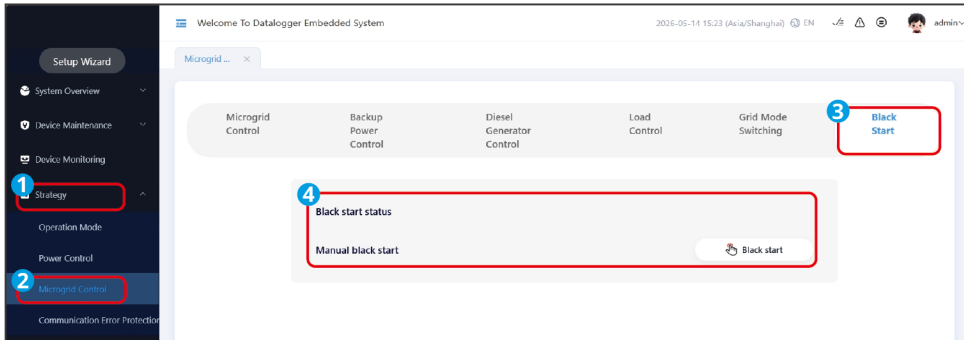 Welcome To Datalogger Embedded System
2026-05-14 15:23 (Asia/Shanghai) EN
admin
Setup Wizard
Microgrid ... ×
System Overview
Device Maintenance
Device Monitoring
1
Strategy
Operation Mode
Power Control
2
Microgrid Control
Communication Error Protection
Microgrid
Control
Backup
Power
Control
Diesel
Generator
Control
Load
Control
Grid Mode
Switching
3
Black
Start
4
Black start status
Manual black start
Black start